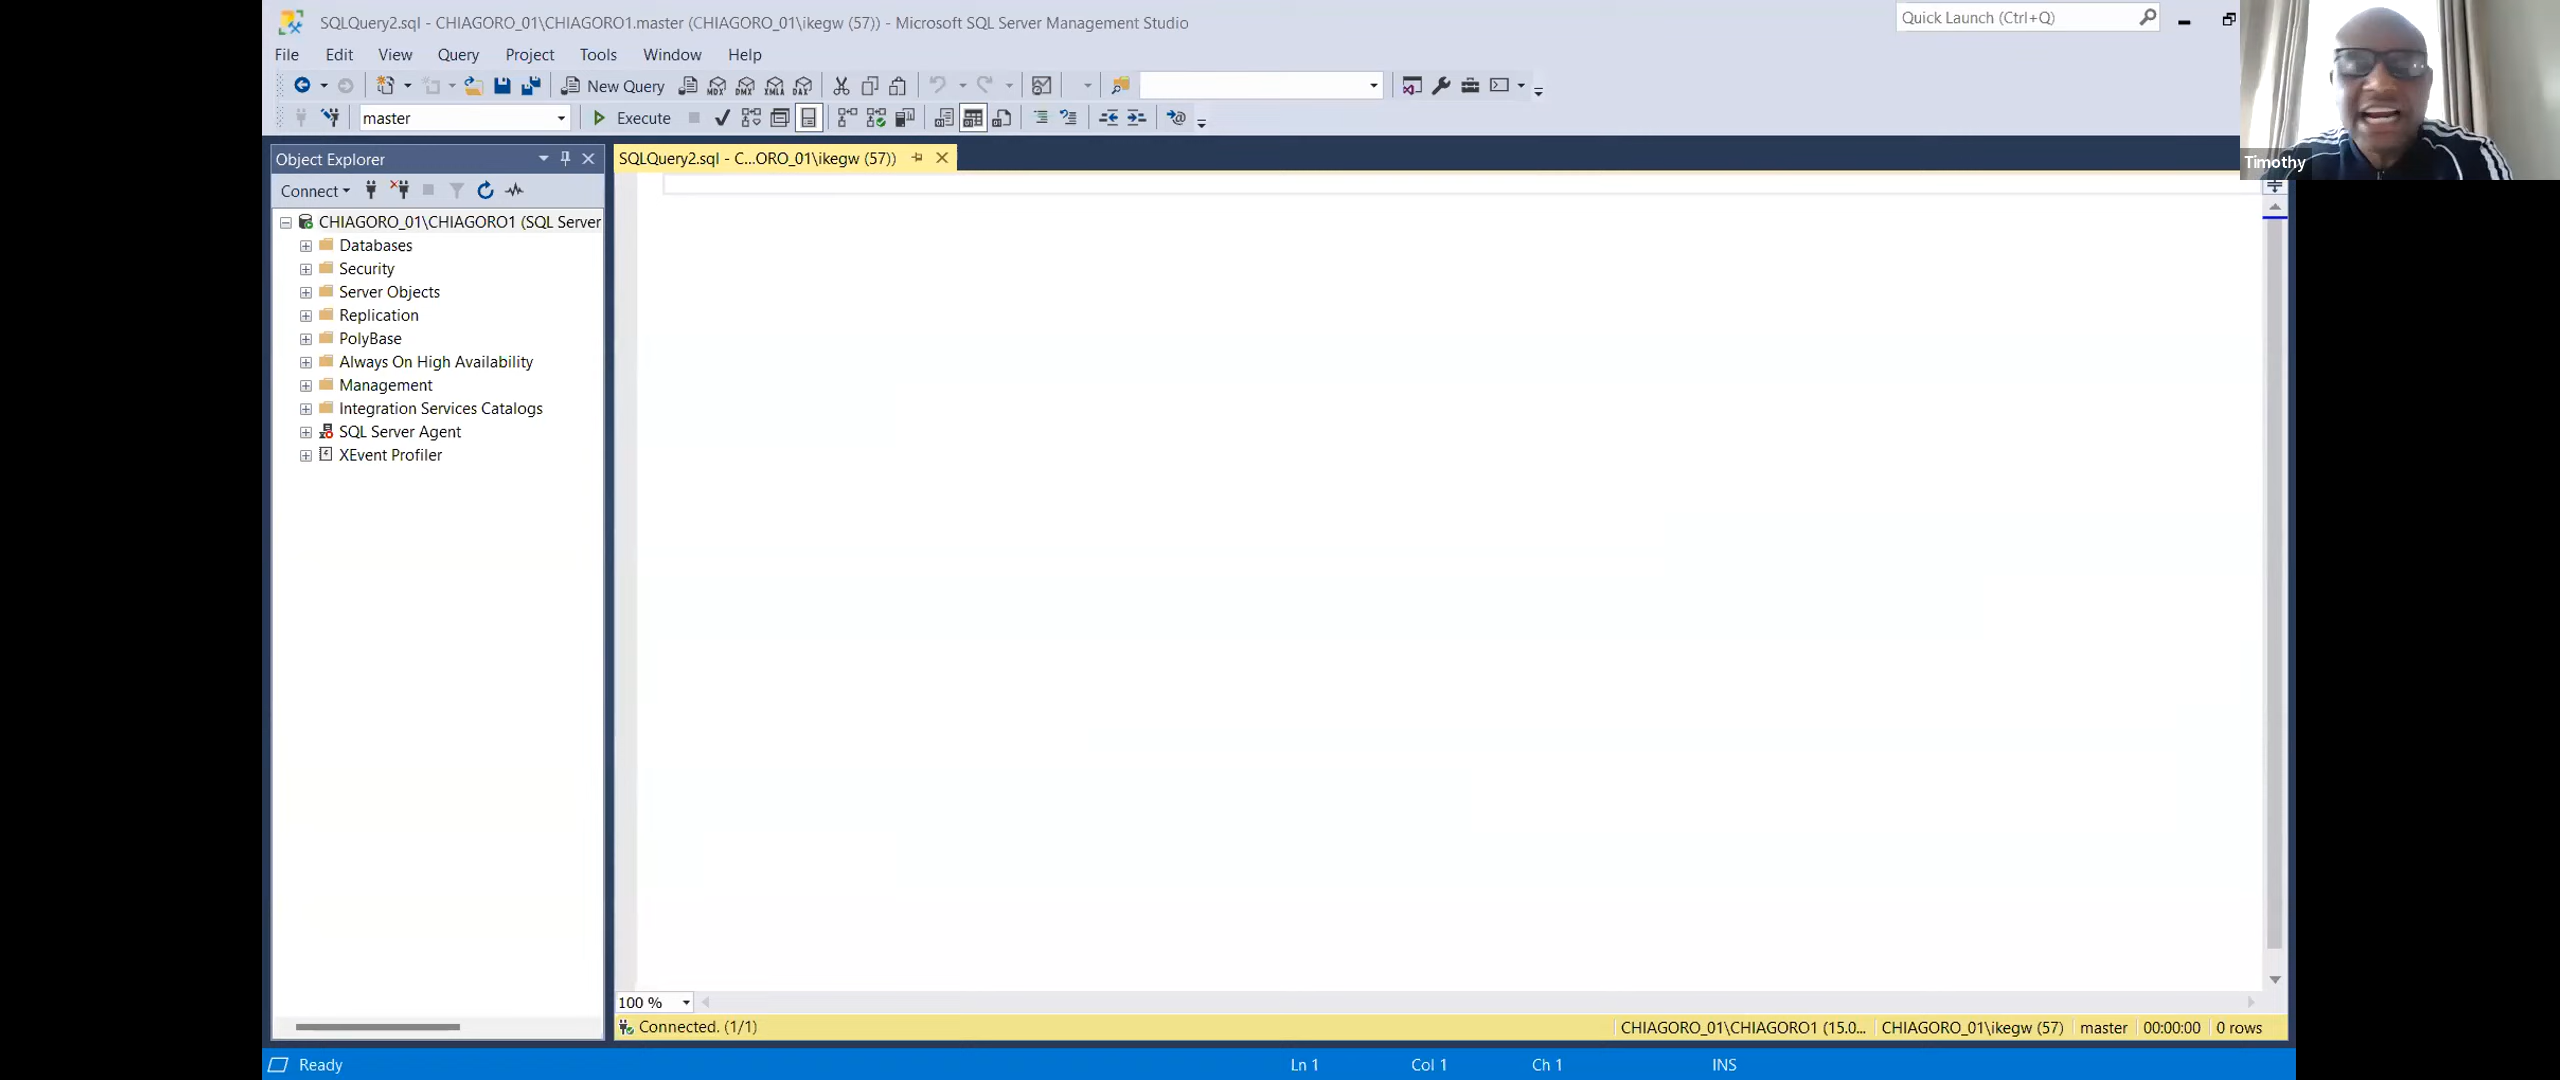 SQLQuery2.sql - CHIAGORO_01\CHIAGORO1.master (CHIAGORO_01\ikegw (57)) - Microsoft SQL Server Management Studio
Quick Launch (Ctrl+Q)
File Edit View Query Project Tools Window Help
New Query MDX DMX XMLA DAX
master Execute
Timothy
Object Explorer
SQLQuery2.sql - C...ORO_01\ikegw (57))
Connect
CHIAGORO_01\CHIAGORO1 (SQL Server
Databases
Security
Server Objects
Replication
PolyBase
Always On High Availability
Management
Integration Services Catalogs
SQL Server Agent
XEvent Profiler
100 %
Connected. (1/1) CHIAGORO_01\CHIAGORO1 (15.0... CHIAGORO_01\ikegw (57) master 00:00:00 0 rows
Ready Ln 1 Col 1 Ch 1 INS